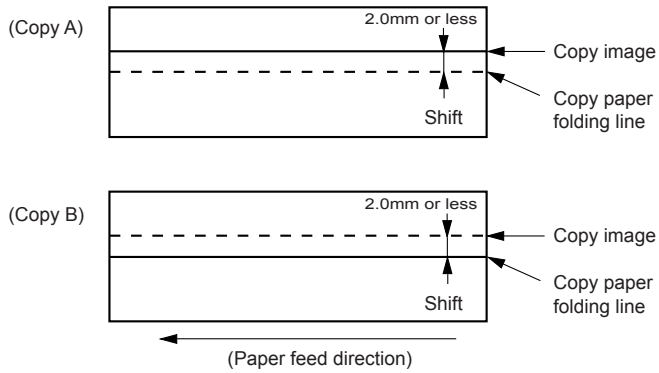 (Copy A)
2.0mm or less
Copy image
Copy paper
folding line
Shift
(Copy B)
2.0mm or less
Copy image
Copy paper
folding line
Shift
(Paper feed direction)